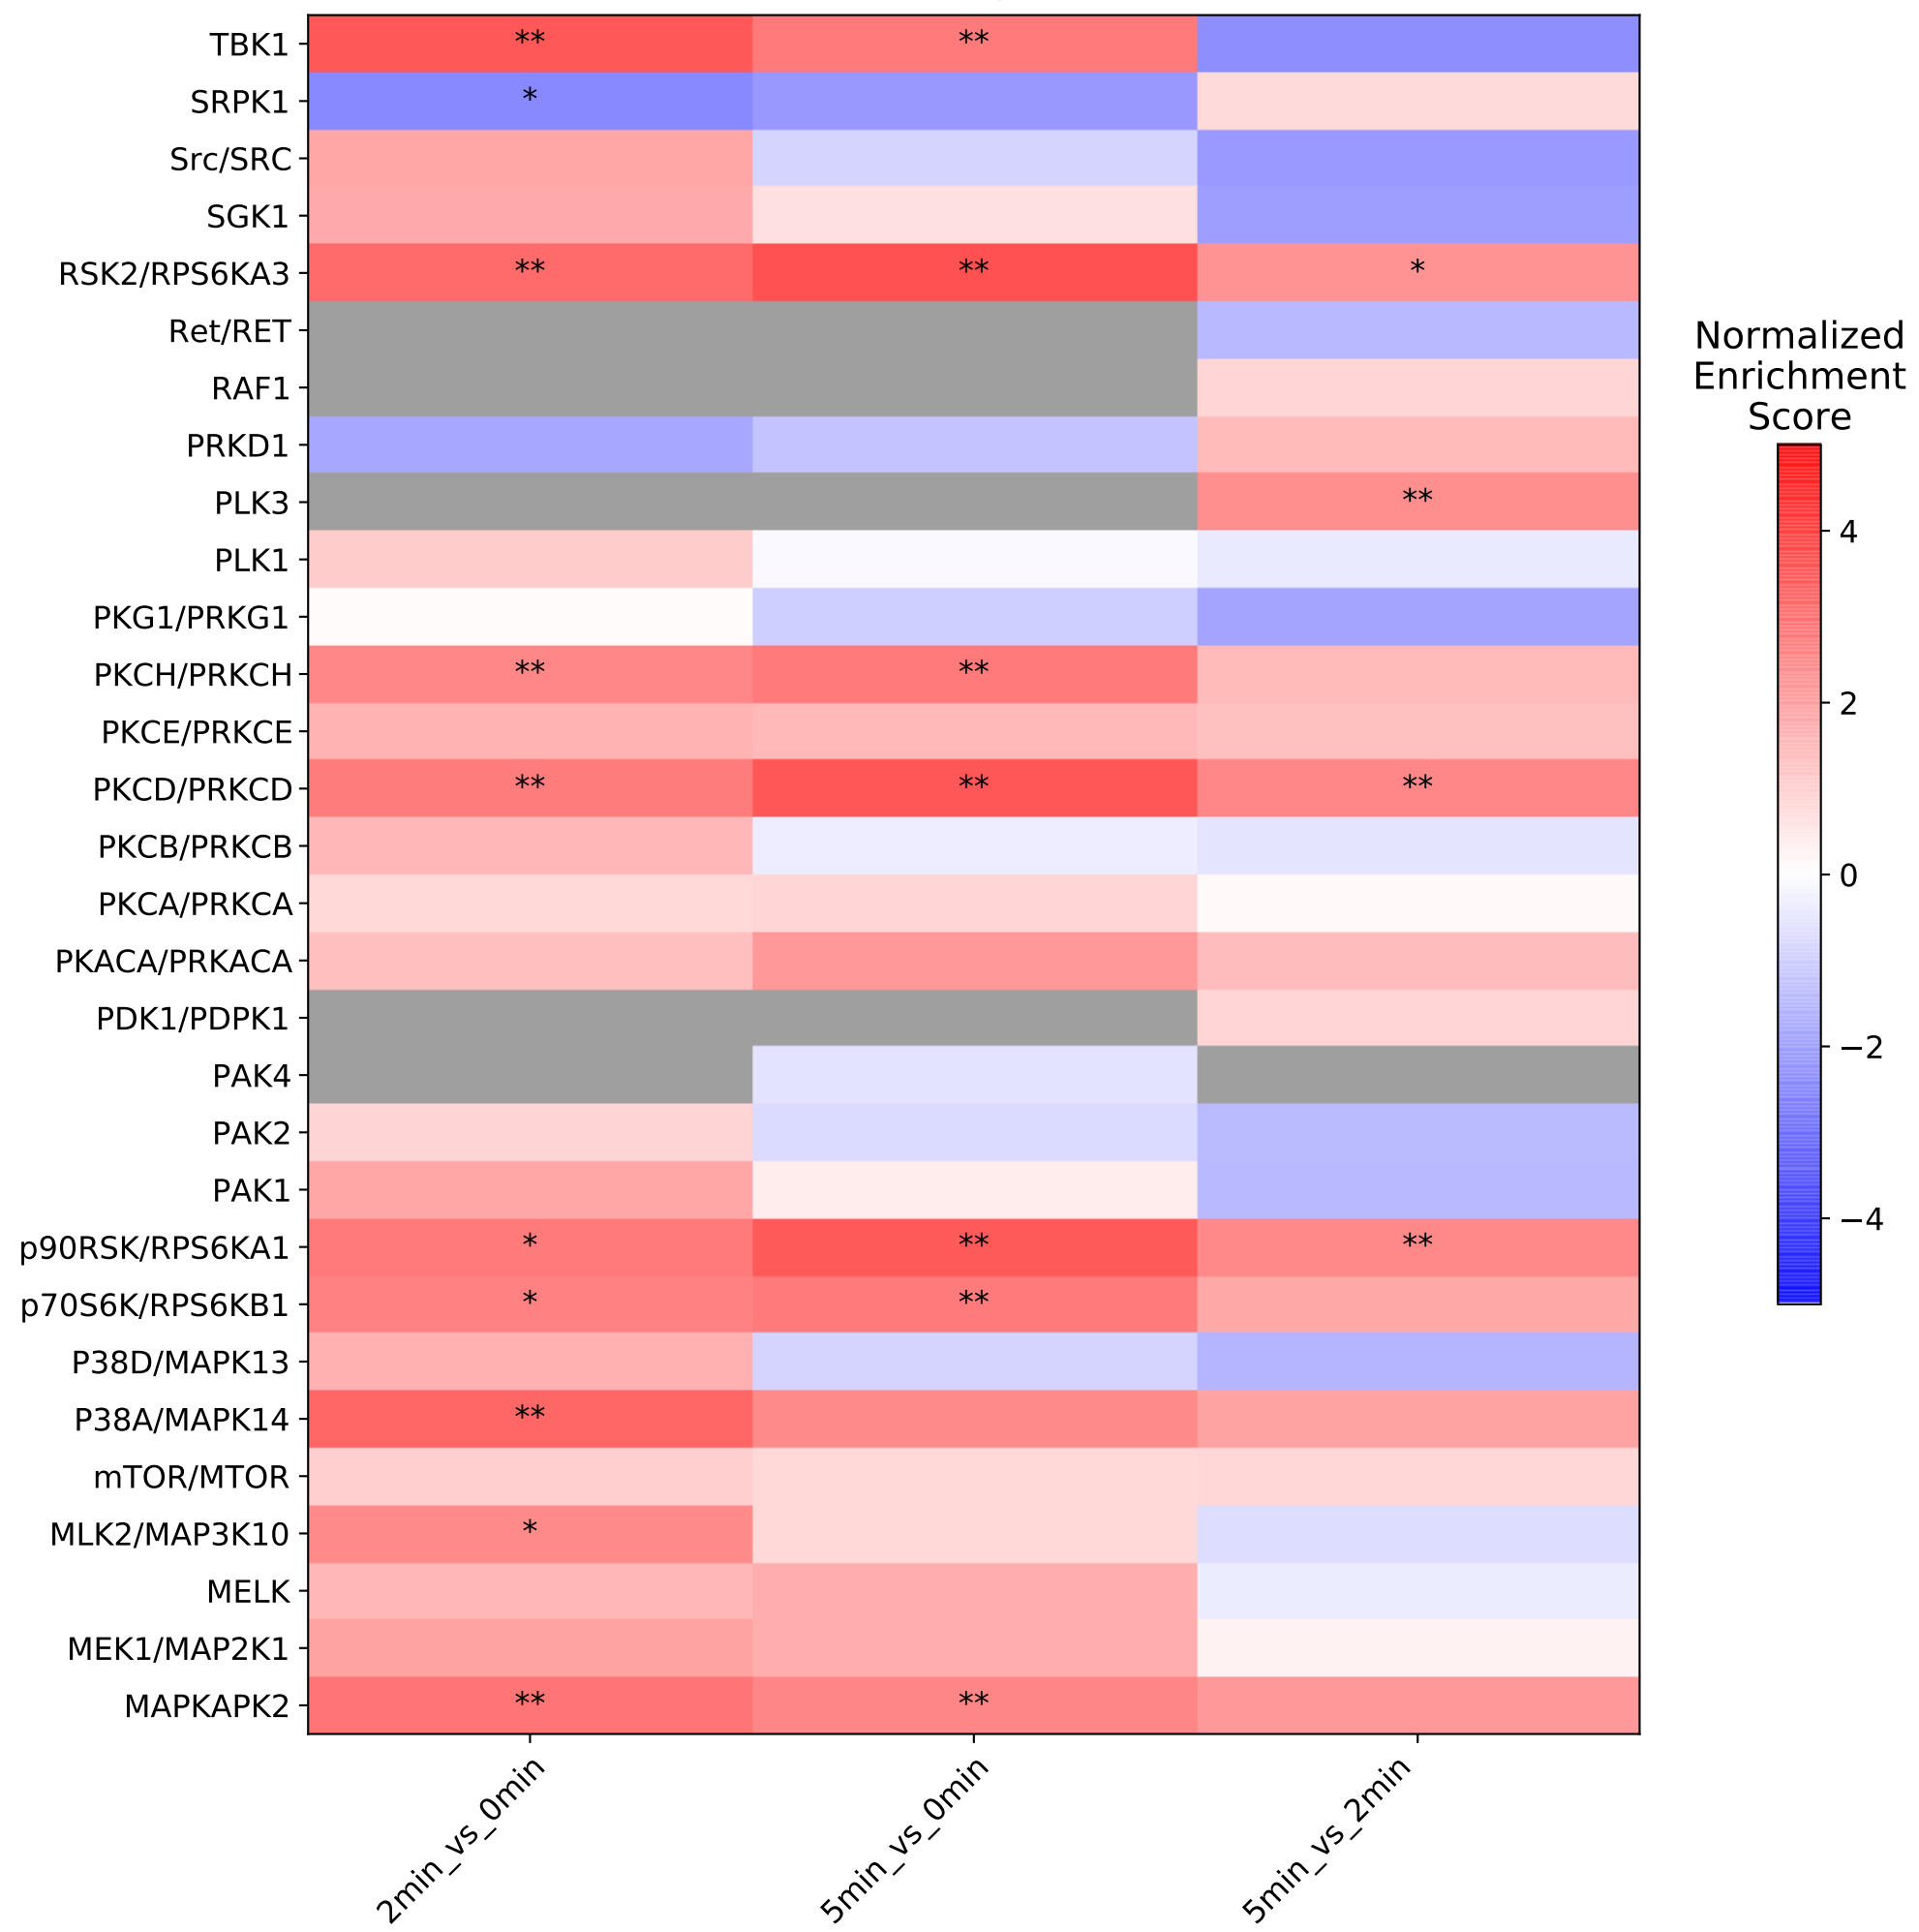 TBK1 ** **
SRPK1 *
Src/SRC
SGK1
RSK2/RPS6KA3 ** ** *
Ret/RET
RAF1
PRKD1
PLK3 **
PLK1
PKG1/PRKG1
PKCH/PRKCH ** **
PKCE/PRKCE
PKCD/PRKCD ** ** **
PKCB/PRKCB
PKCA/PRKCA
PKACA/PRKACA
PDK1/PDPK1
PAK4
PAK2
PAK1
p90RSK/RPS6KA1 * ** **
p70S6K/RPS6KB1 * **
P38D/MAPK13
P38A/MAPK14 **
mTOR/MTOR
MLK2/MAP3K10 *
MELK
MEK1/MAP2K1
MAPKAPK2 ** **
2min_vs_0min
5min_vs_0min
5min_vs_2min
Normalized
Enrichment
Score
4
2
0
−2
−4